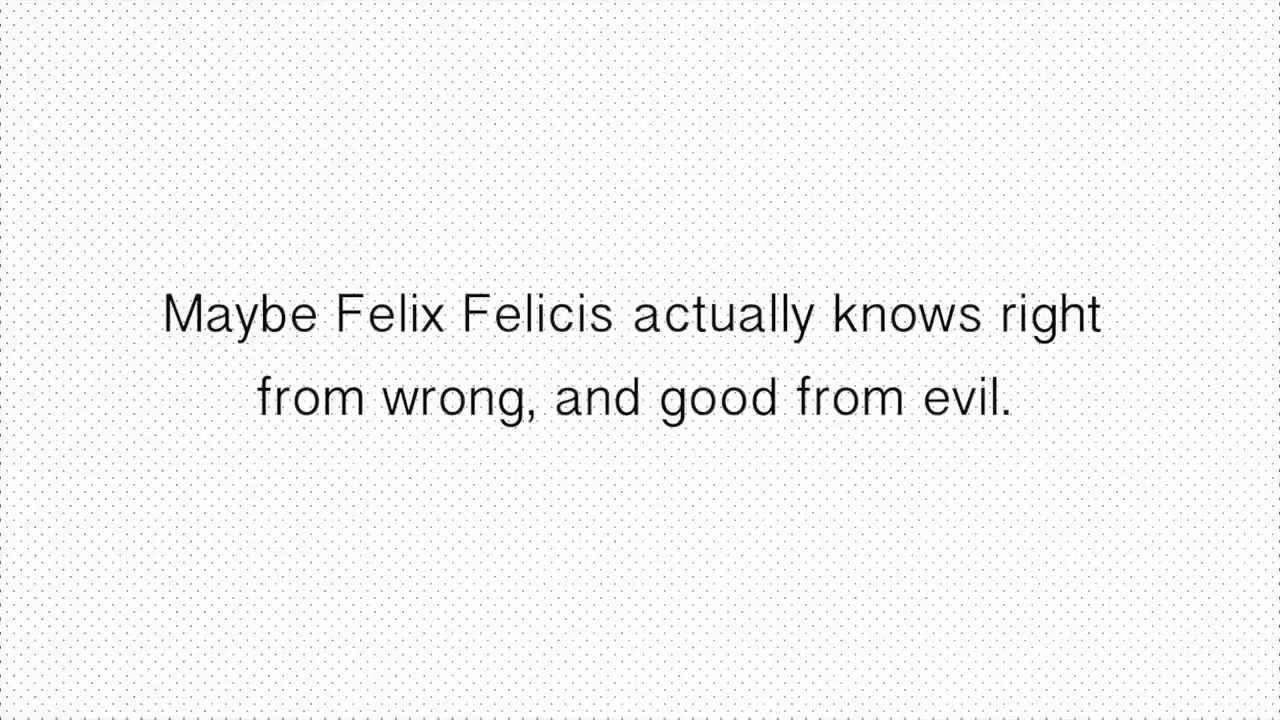 Maybe Felix Felicis actually knows right
from wrong, and good from evil.